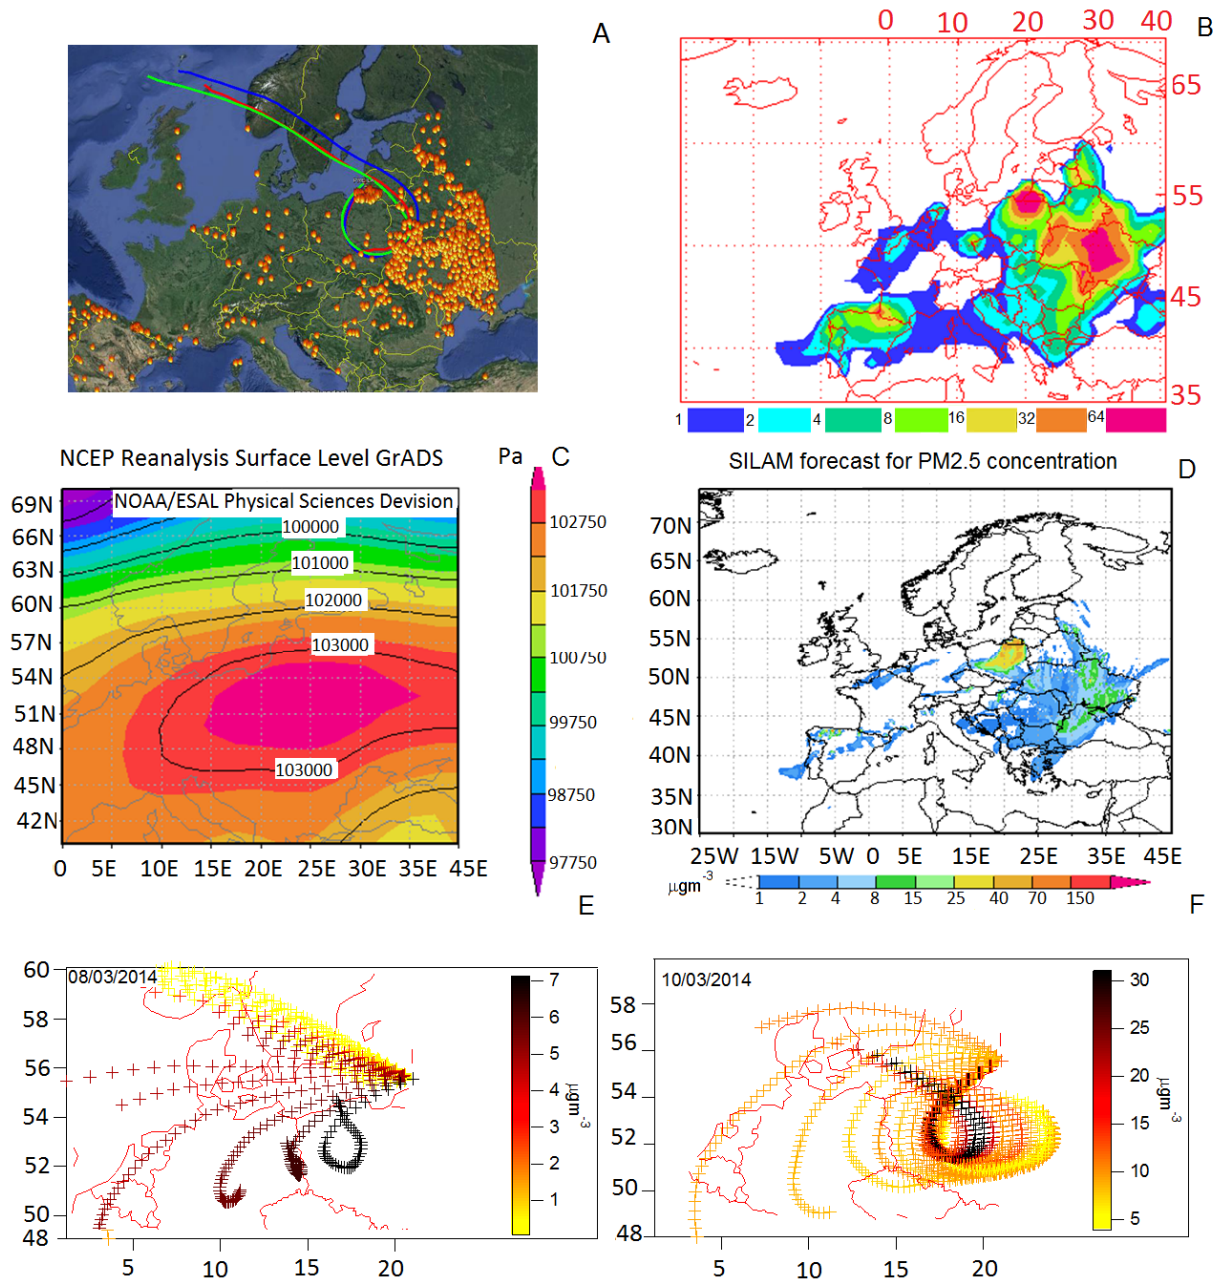 A
0 10 20 30 40
B
65
55
45
35
1 2 4 8 16 32 64
NCEP Reanalysis Surface Level GrADS
Pa
C
NOAA/ESAL Physical Sciences Devision
69N
66N
63N
60N
57N
54N
51N
48N
45N
42N
100000
101000
102000
103000
103000
0 5E 10E 15E 20E 25E 30E 35E 45E
102750
101750
100750
99750
98750
97750
SILAM forecast for PM2.5 concentration
D
70N
65N
60N
55N
50N
45N
40N
35N
30N
25W 15W 5W 0 5E 15E 25E 35E 45E
μgm-3
1 2 4 8 15 25 40 70 150
E
08/03/2014
60
58
56
54
52
50
48
5 10 15 20
7
6
5
4
3
2
1
μgm-3
F
10/03/2014
58
56
54
52
50
48
5 10 15 20
30
25
20
15
10
5
μgm-3